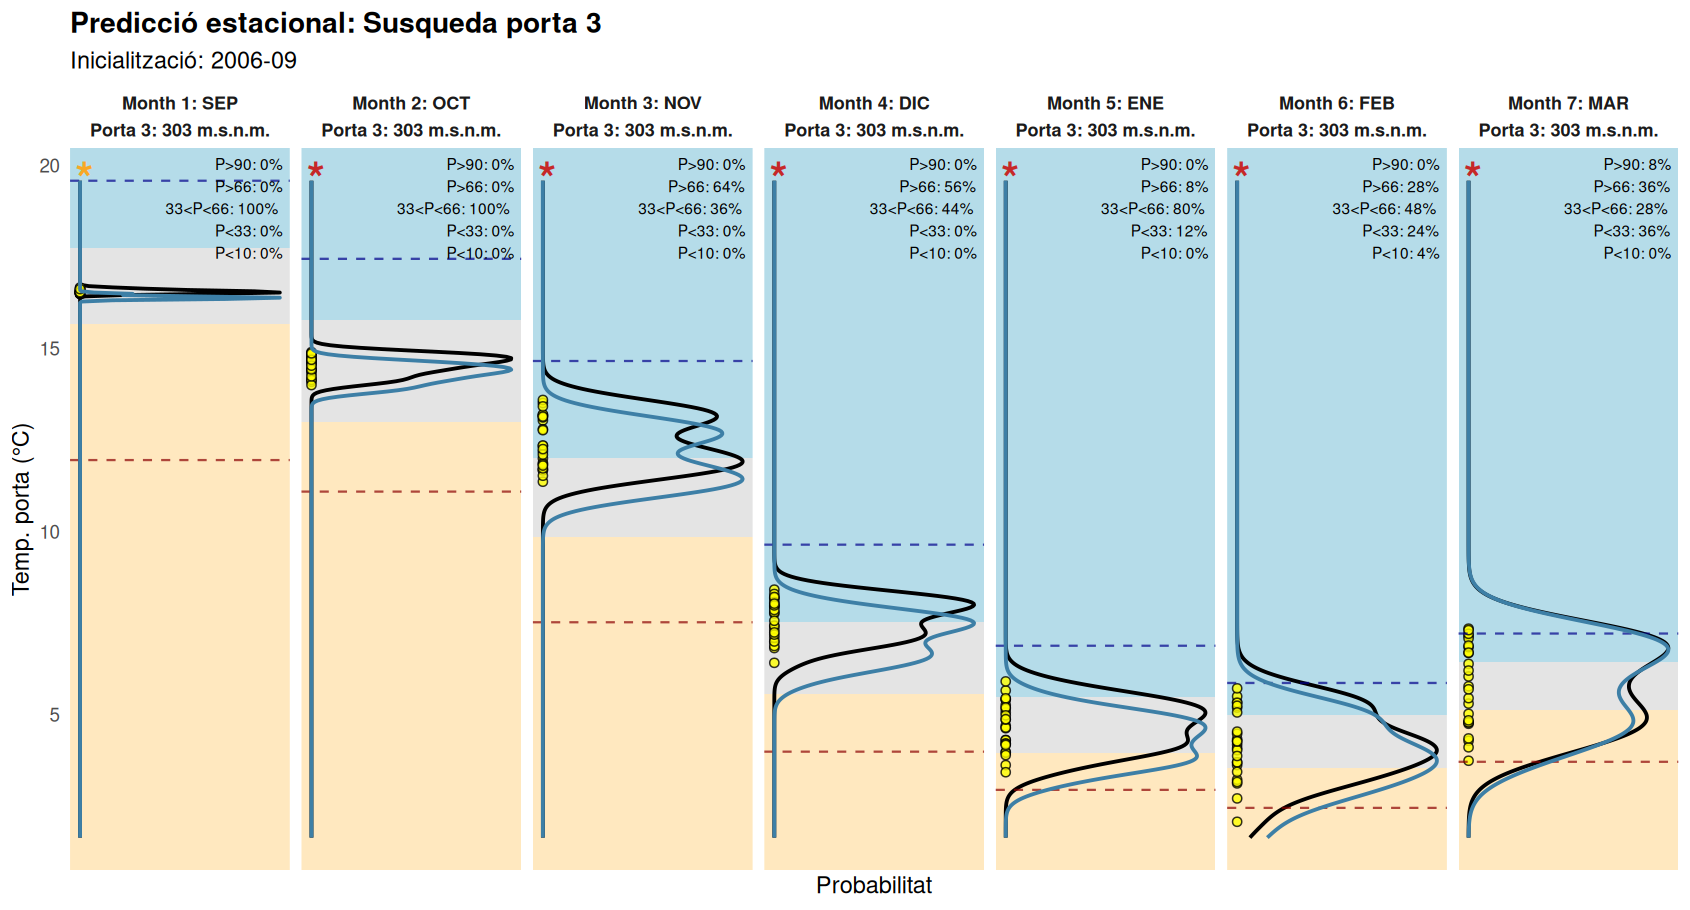 Predicció estacional: Susqueda porta 3
Inicialització: 2006-09
Month 1: SEP
Porta 3: 303 m.s.n.m.
Month 2: OCT
Porta 3: 303 m.s.n.m.
Month 3: NOV
Porta 3: 303 m.s.n.m.
Month 4: DIC
Porta 3: 303 m.s.n.m.
Month 5: ENE
Porta 3: 303 m.s.n.m.
Month 6: FEB
Porta 3: 303 m.s.n.m.
Month 7: MAR
Porta 3: 303 m.s.n.m.
Temp. porta (°C)
20
15
10
5
*
P>90: 0%
P>66: 0%
33<P<66: 100%
P<33: 0%
P<10: 0%
*
P>90: 0%
P>66: 0%
33<P<66: 100%
P<33: 0%
P<10: 0%
*
P>90: 0%
P>66: 64%
33<P<66: 36%
P<33: 0%
P<10: 0%
*
P>90: 0%
P>66: 56%
33<P<66: 44%
P<33: 0%
P<10: 0%
*
P>90: 0%
P>66: 8%
33<P<66: 80%
P<33: 12%
P<10: 0%
*
P>90: 0%
P>66: 28%
33<P<66: 48%
P<33: 24%
P<10: 4%
*
P>90: 8%
P>66: 36%
33<P<66: 28%
P<33: 36%
P<10: 0%
Probabilitat